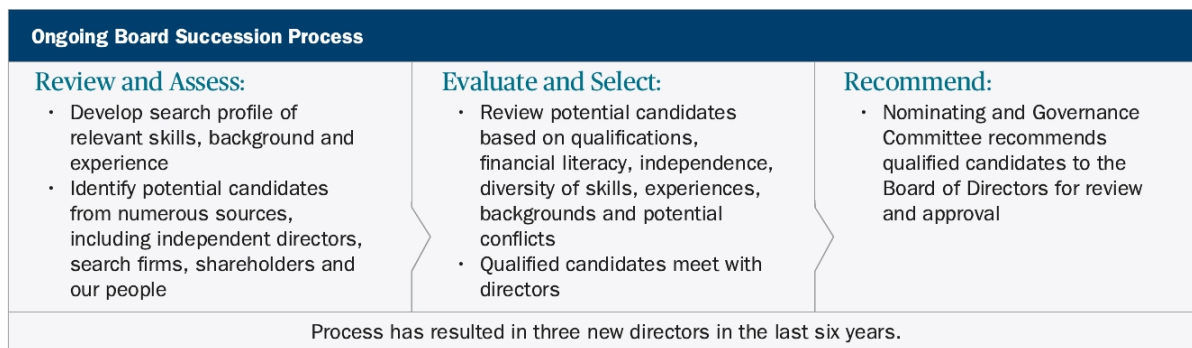 Ongoing Board Succession Process
Review and Assess:
• Develop search profile of
relevant skills, background and
experience
• Identify potential candidates
from numerous sources,
including independent directors,
search firms, shareholders and
our people
Evaluate and Select:
• Review potential candidates
based on qualifications,
financial literacy, independence,
diversity of skills, experiences,
backgrounds and potential
conflicts
• Qualified candidates meet with
directors
Recommend:
• Nominating and Governance
Committee recommends
qualified candidates to the
Board of Directors for review
and approval
Process has resulted in three new directors in the last six years.